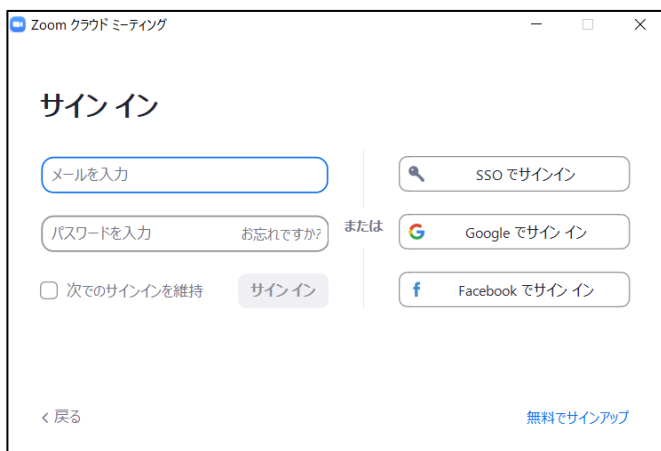 Zoom クラウド ミーティング
サイン イン
メールを入力
パスワードを入力 お忘れですか?
次でのサインインを維持 サイン イン
または
SSO でサインイン
Google でサイン イン
Facebook でサイン イン
戻る
無料でサインアップ